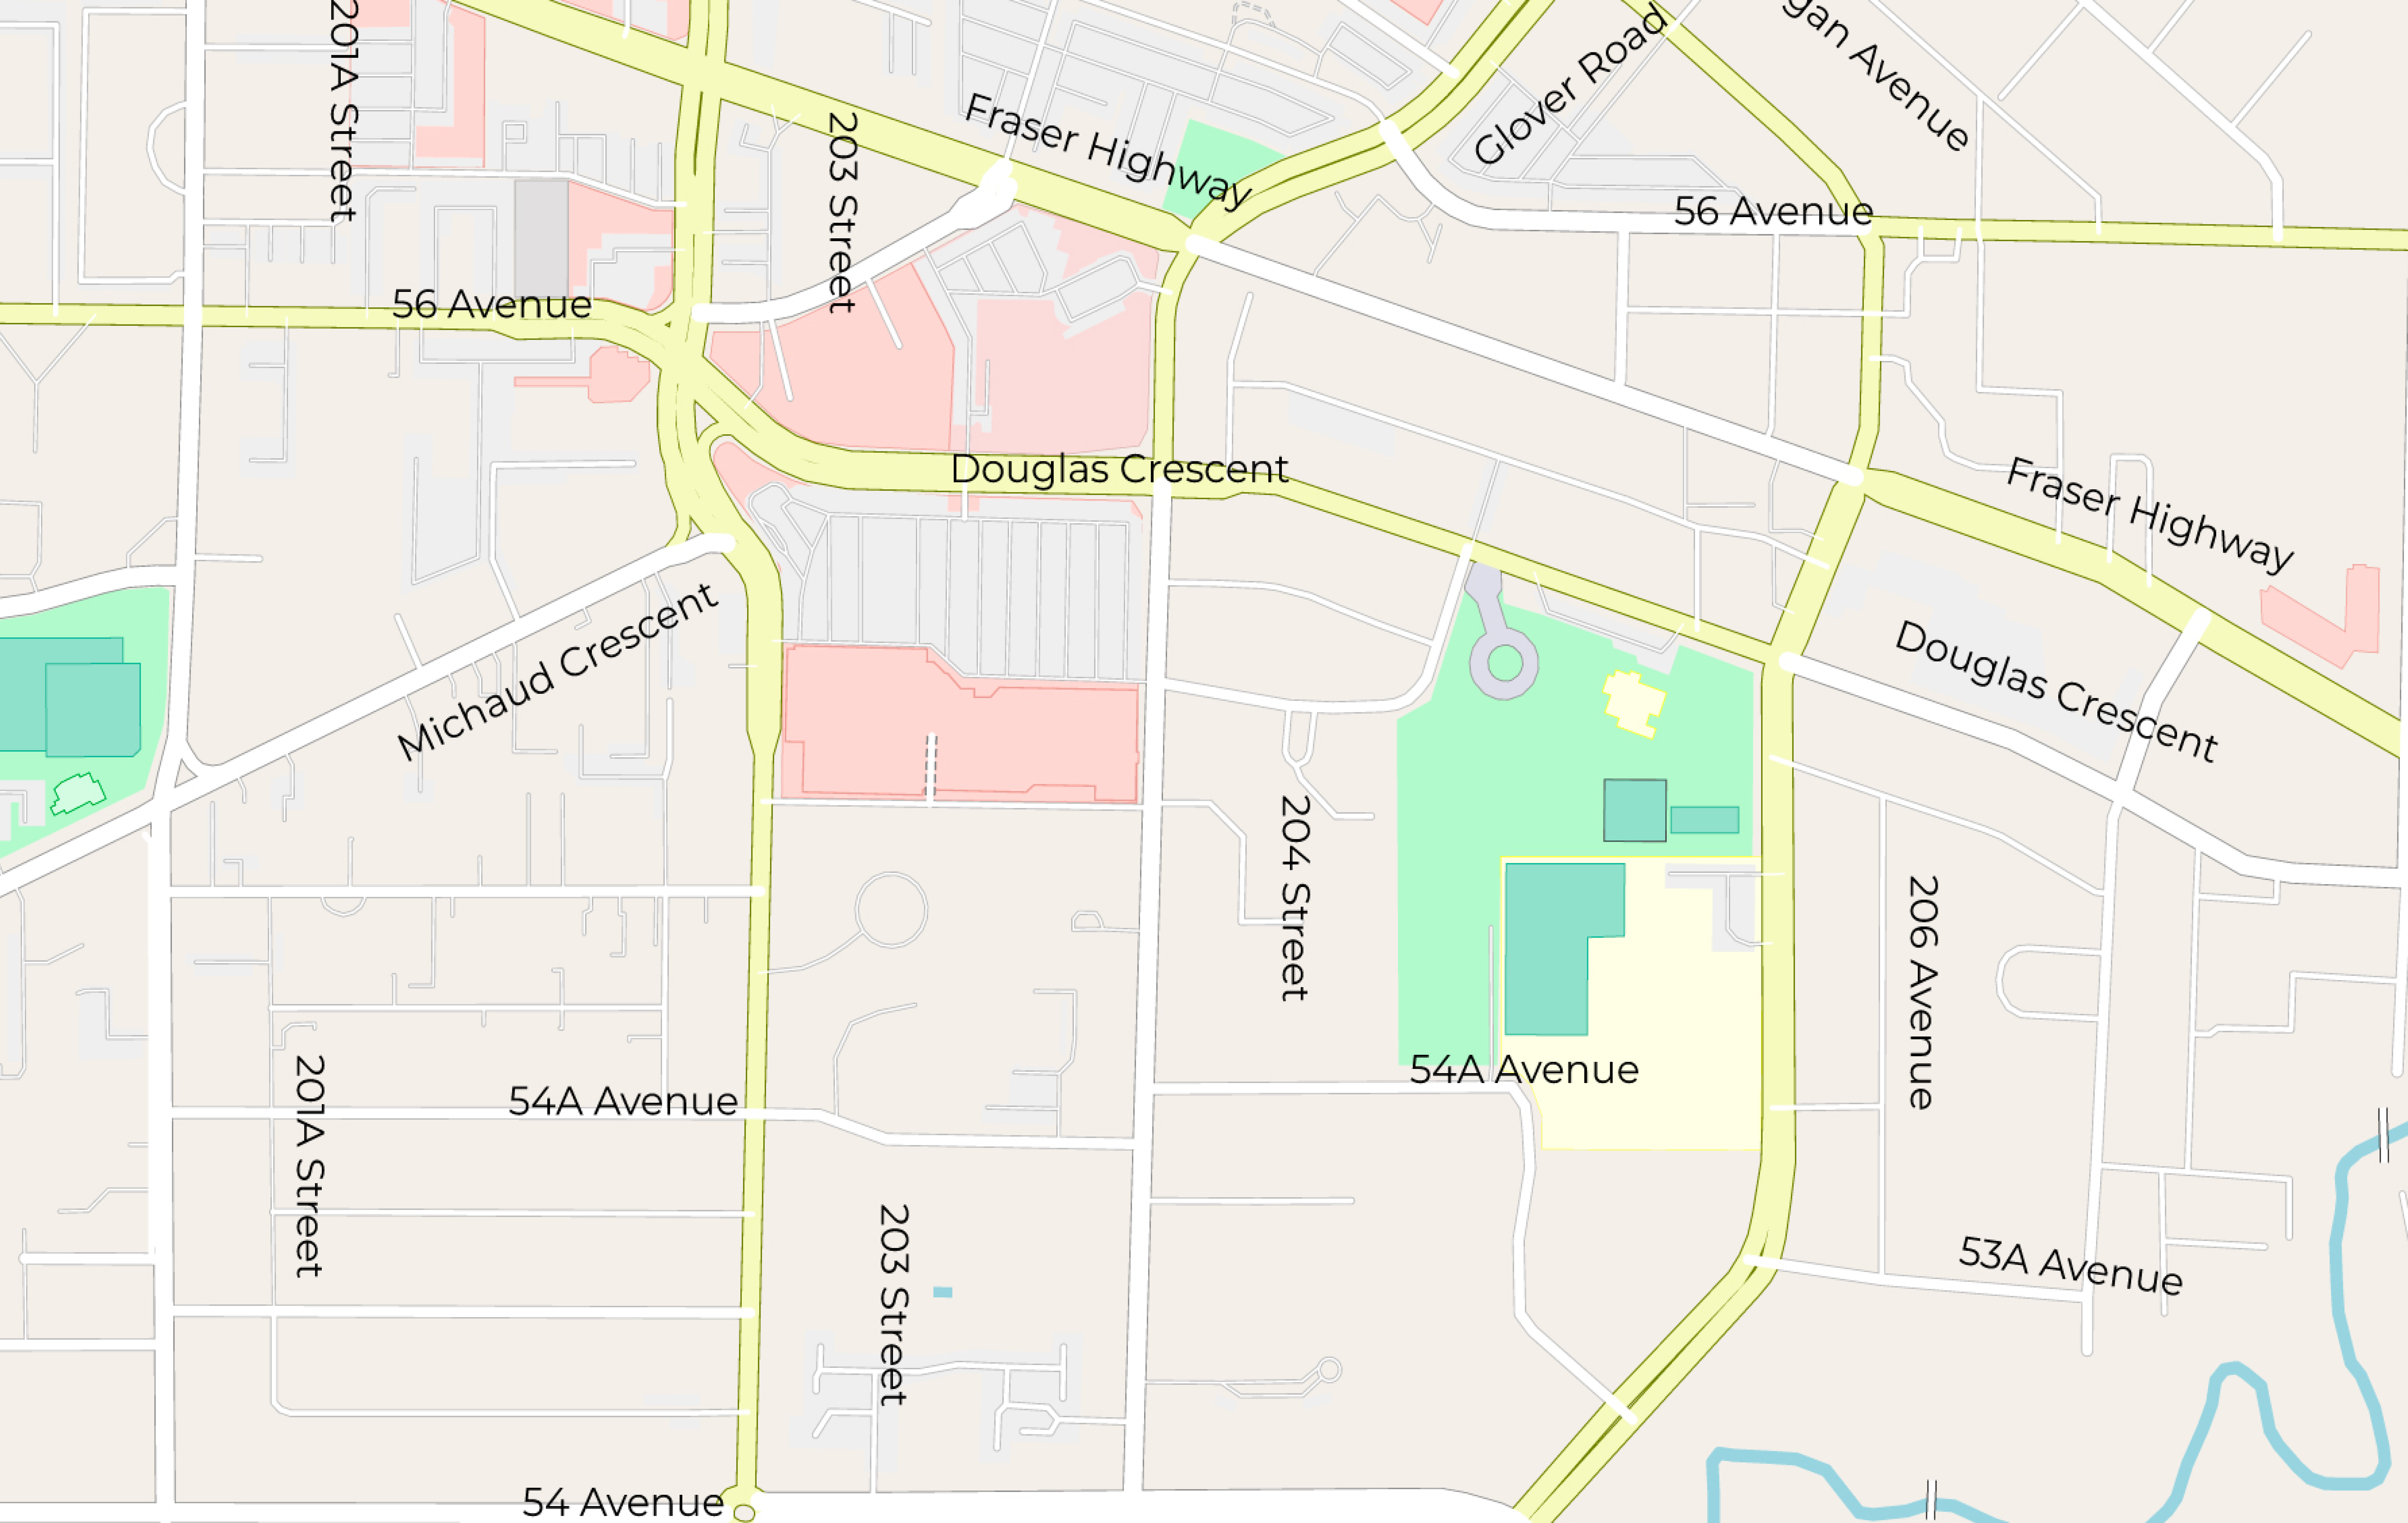 201A Street
Glover Road
gan Avenue
Fraser Highway
203 Street
56 Avenue
56 Avenue
Douglas Crescent
Fraser Highway
Michaud Crescent
Douglas Crescent
204 Street
206 Avenue
54A Avenue
54A Avenue
201A Street
203 Street
53A Avenue
54 Avenue